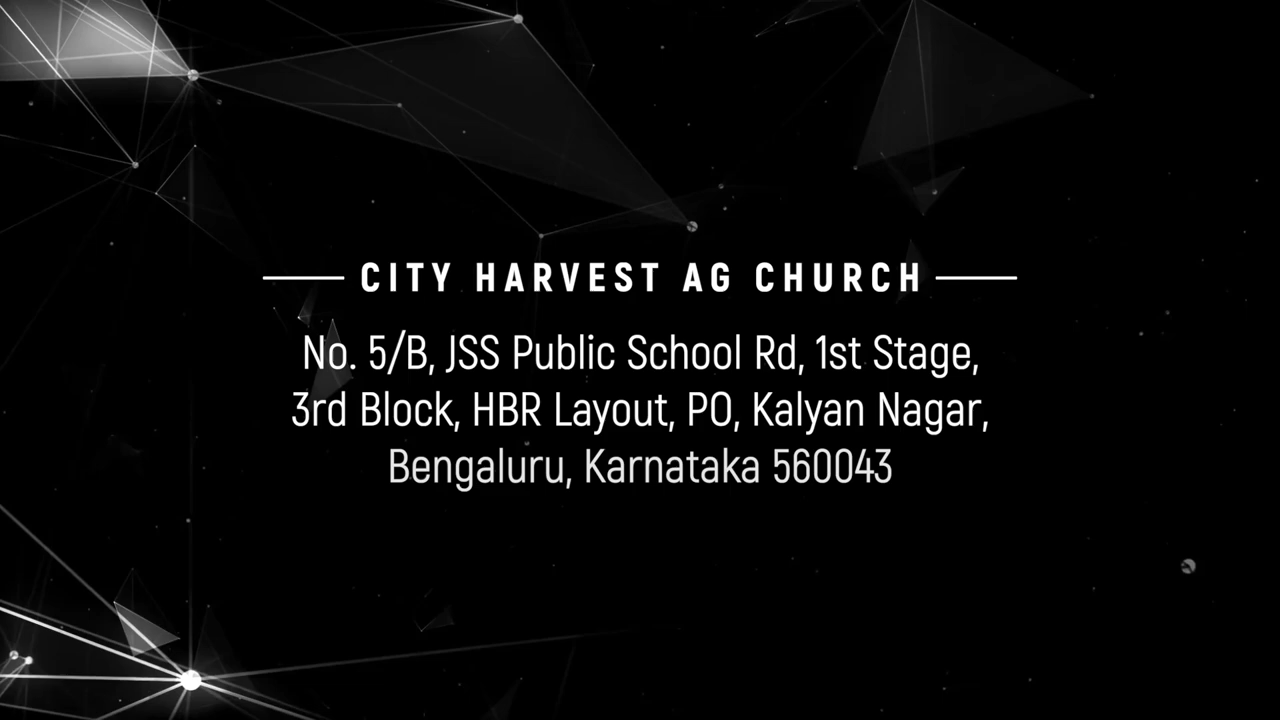 CITY HARVEST AG CHURCH
No. 5/B, JSS Public School Rd, 1st Stage,
3rd Block, HBR Layout, PO, Kalyan Nagar,
Bengaluru, Karnataka 560043